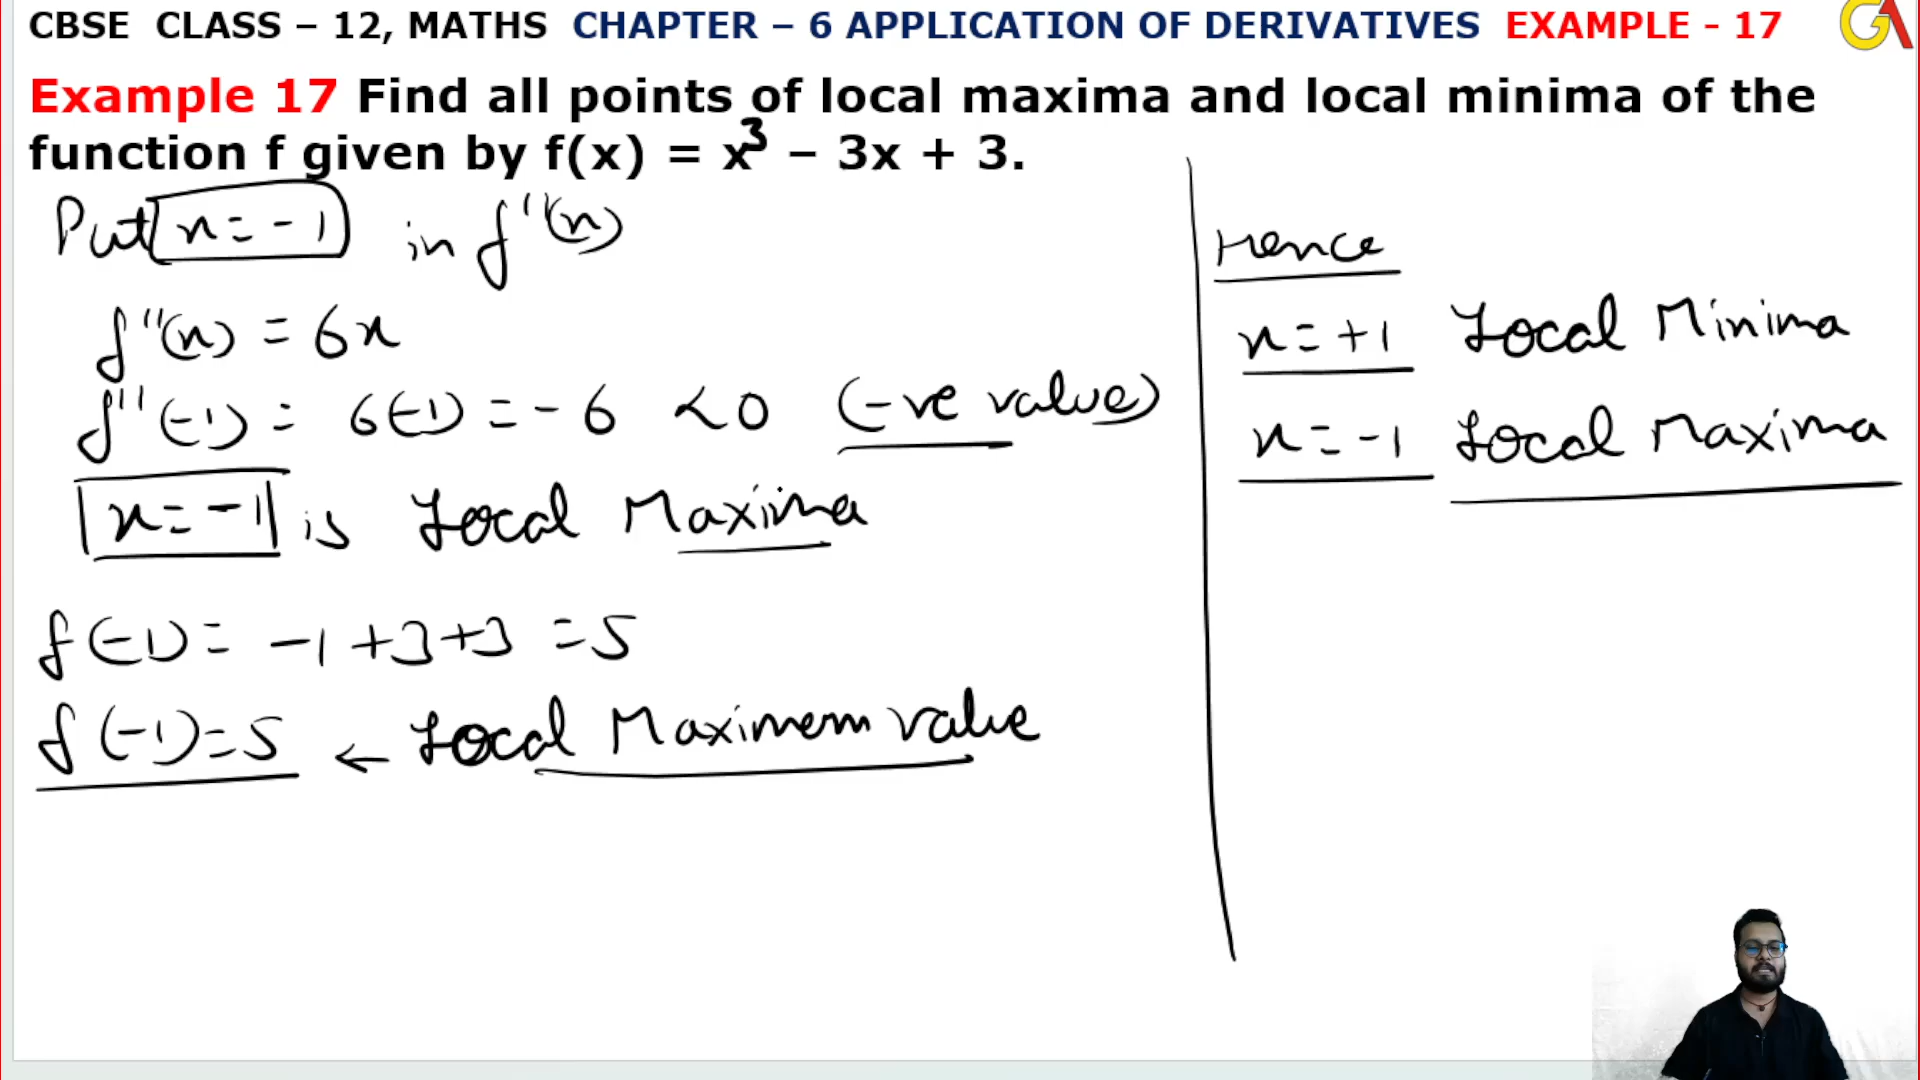 CBSE CLASS – 12, MATHS CHAPTER – 6 APPLICATION OF DERIVATIVES EXAMPLE - 17
GA
Example 17 Find all points of local maxima and local minima of the
function f given by f(x) = x³ – 3x + 3.
Put x = -1 in f''(x)
f''(x) = 6x
f''(-1) = 6(-1) = -6 < 0 (-ve value)
x = -1 is Local Maxima
f(-1) = -1 + 3 + 3 = 5
f(-1) = 5 ← Local Maximem value
Hence
x = +1 Local Minima
x = -1 Local Maxima